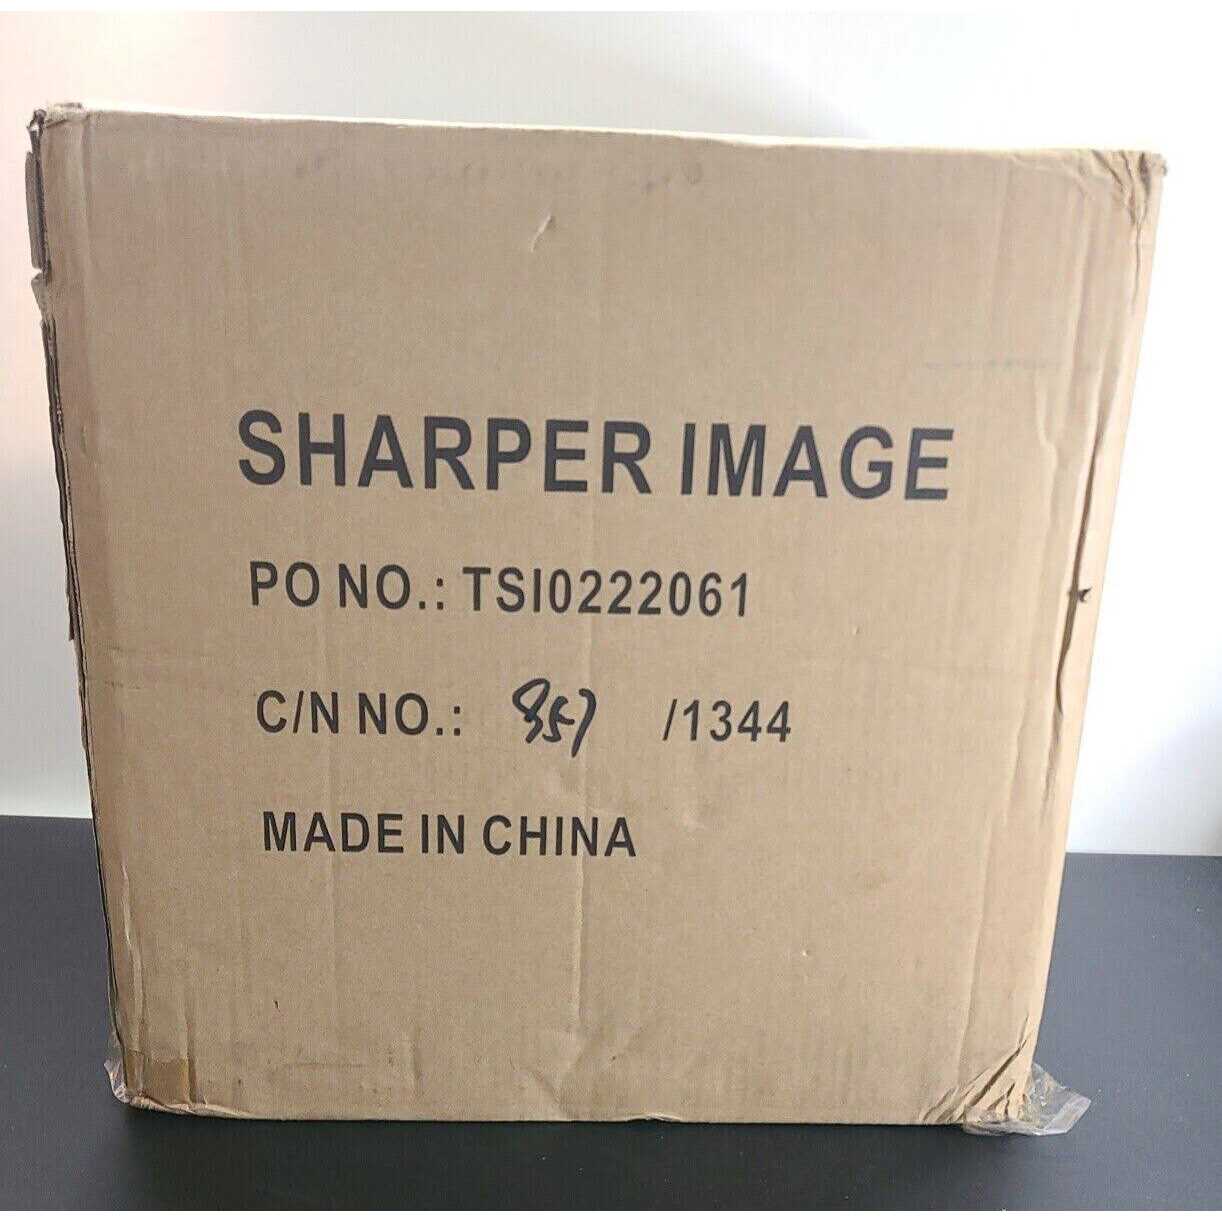 SHARPER IMAGE
PO NO.: TSI0222061
C/N NO.: 857 /1344
MADE IN CHINA